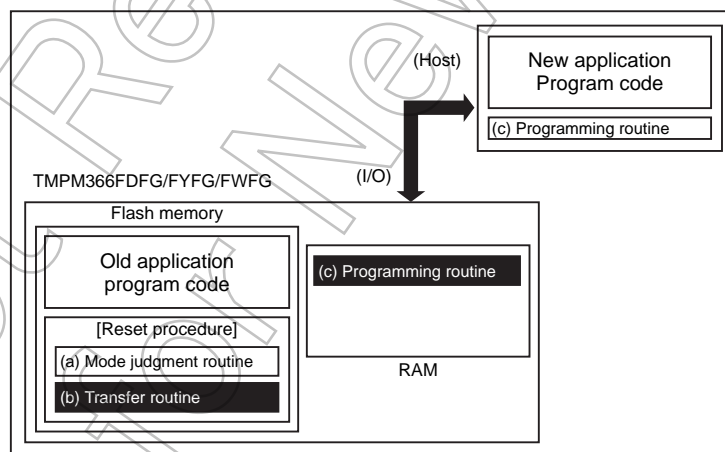 (Host)
New application
Program code
(c) Programming routine
(I/O)
TMPM366FDFG/FYFG/FWFG
Flash memory
Old application
program code
[Reset procedure]
(a) Mode judgment routine
(b) Transfer routine
(c) Programming routine
RAM